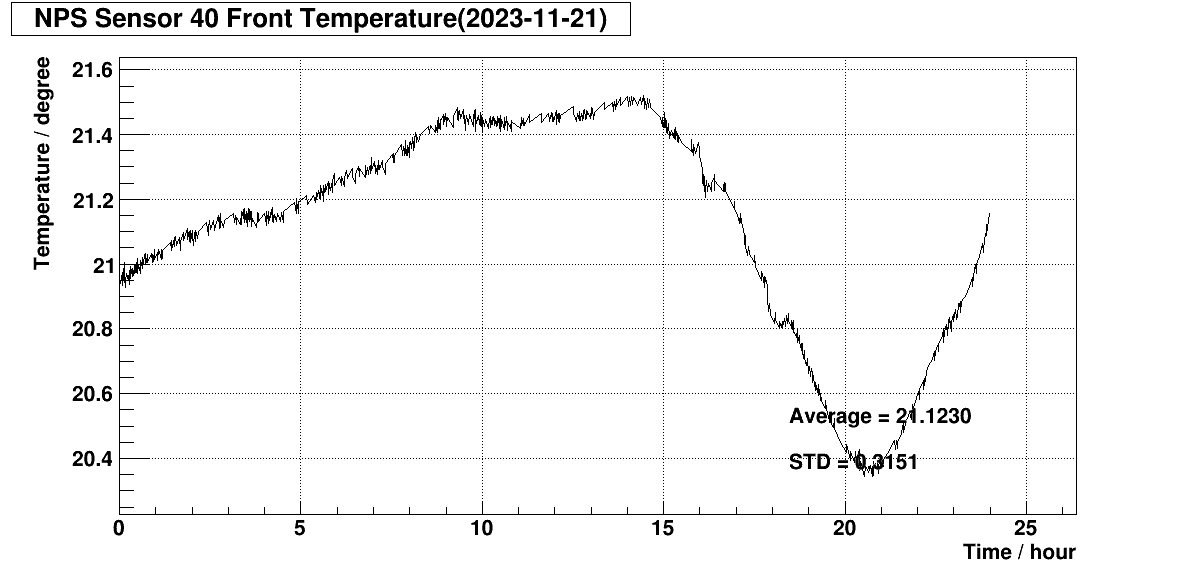 NPS Sensor 40 Front Temperature(2023-11-21)
Temperature / degree
21.6
21.4
21.2
21
20.8
20.6
20.4
Average = 21.1230
STD = 0.3151
0 5 10 15 20 25
Time / hour